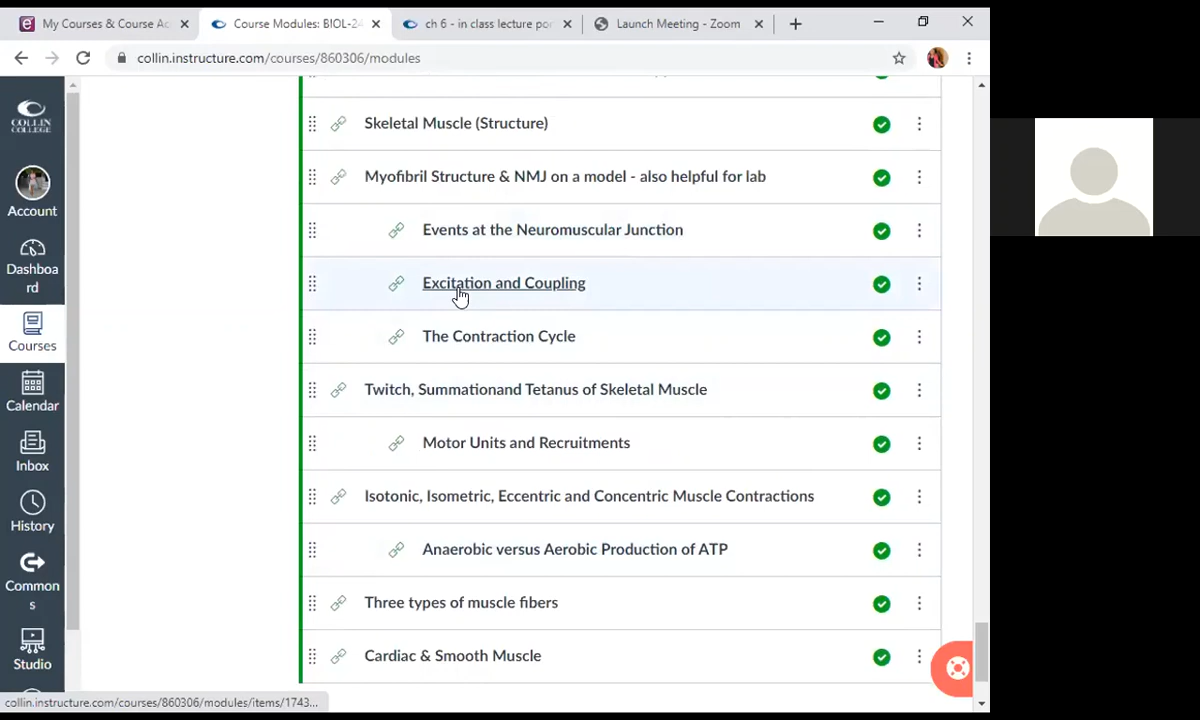 My Courses & Course Ac
Course Modules: BIOL-24
ch 6 - in class lecture por
Launch Meeting - Zoom
collin.instructure.com/courses/860306/modules
COLLIN
COLLEGE
Account
Dashboa
rd
Courses
Calendar
Inbox
History
Common
s
Studio
Skeletal Muscle (Structure)
Myofibril Structure & NMJ on a model - also helpful for lab
Events at the Neuromuscular Junction
Excitation and Coupling
The Contraction Cycle
Twitch, Summationand Tetanus of Skeletal Muscle
Motor Units and Recruitments
Isotonic, Isometric, Eccentric and Concentric Muscle Contractions
Anaerobic versus Aerobic Production of ATP
Three types of muscle fibers
Cardiac & Smooth Muscle
collin.instructure.com/courses/860306/modules/items/1743...